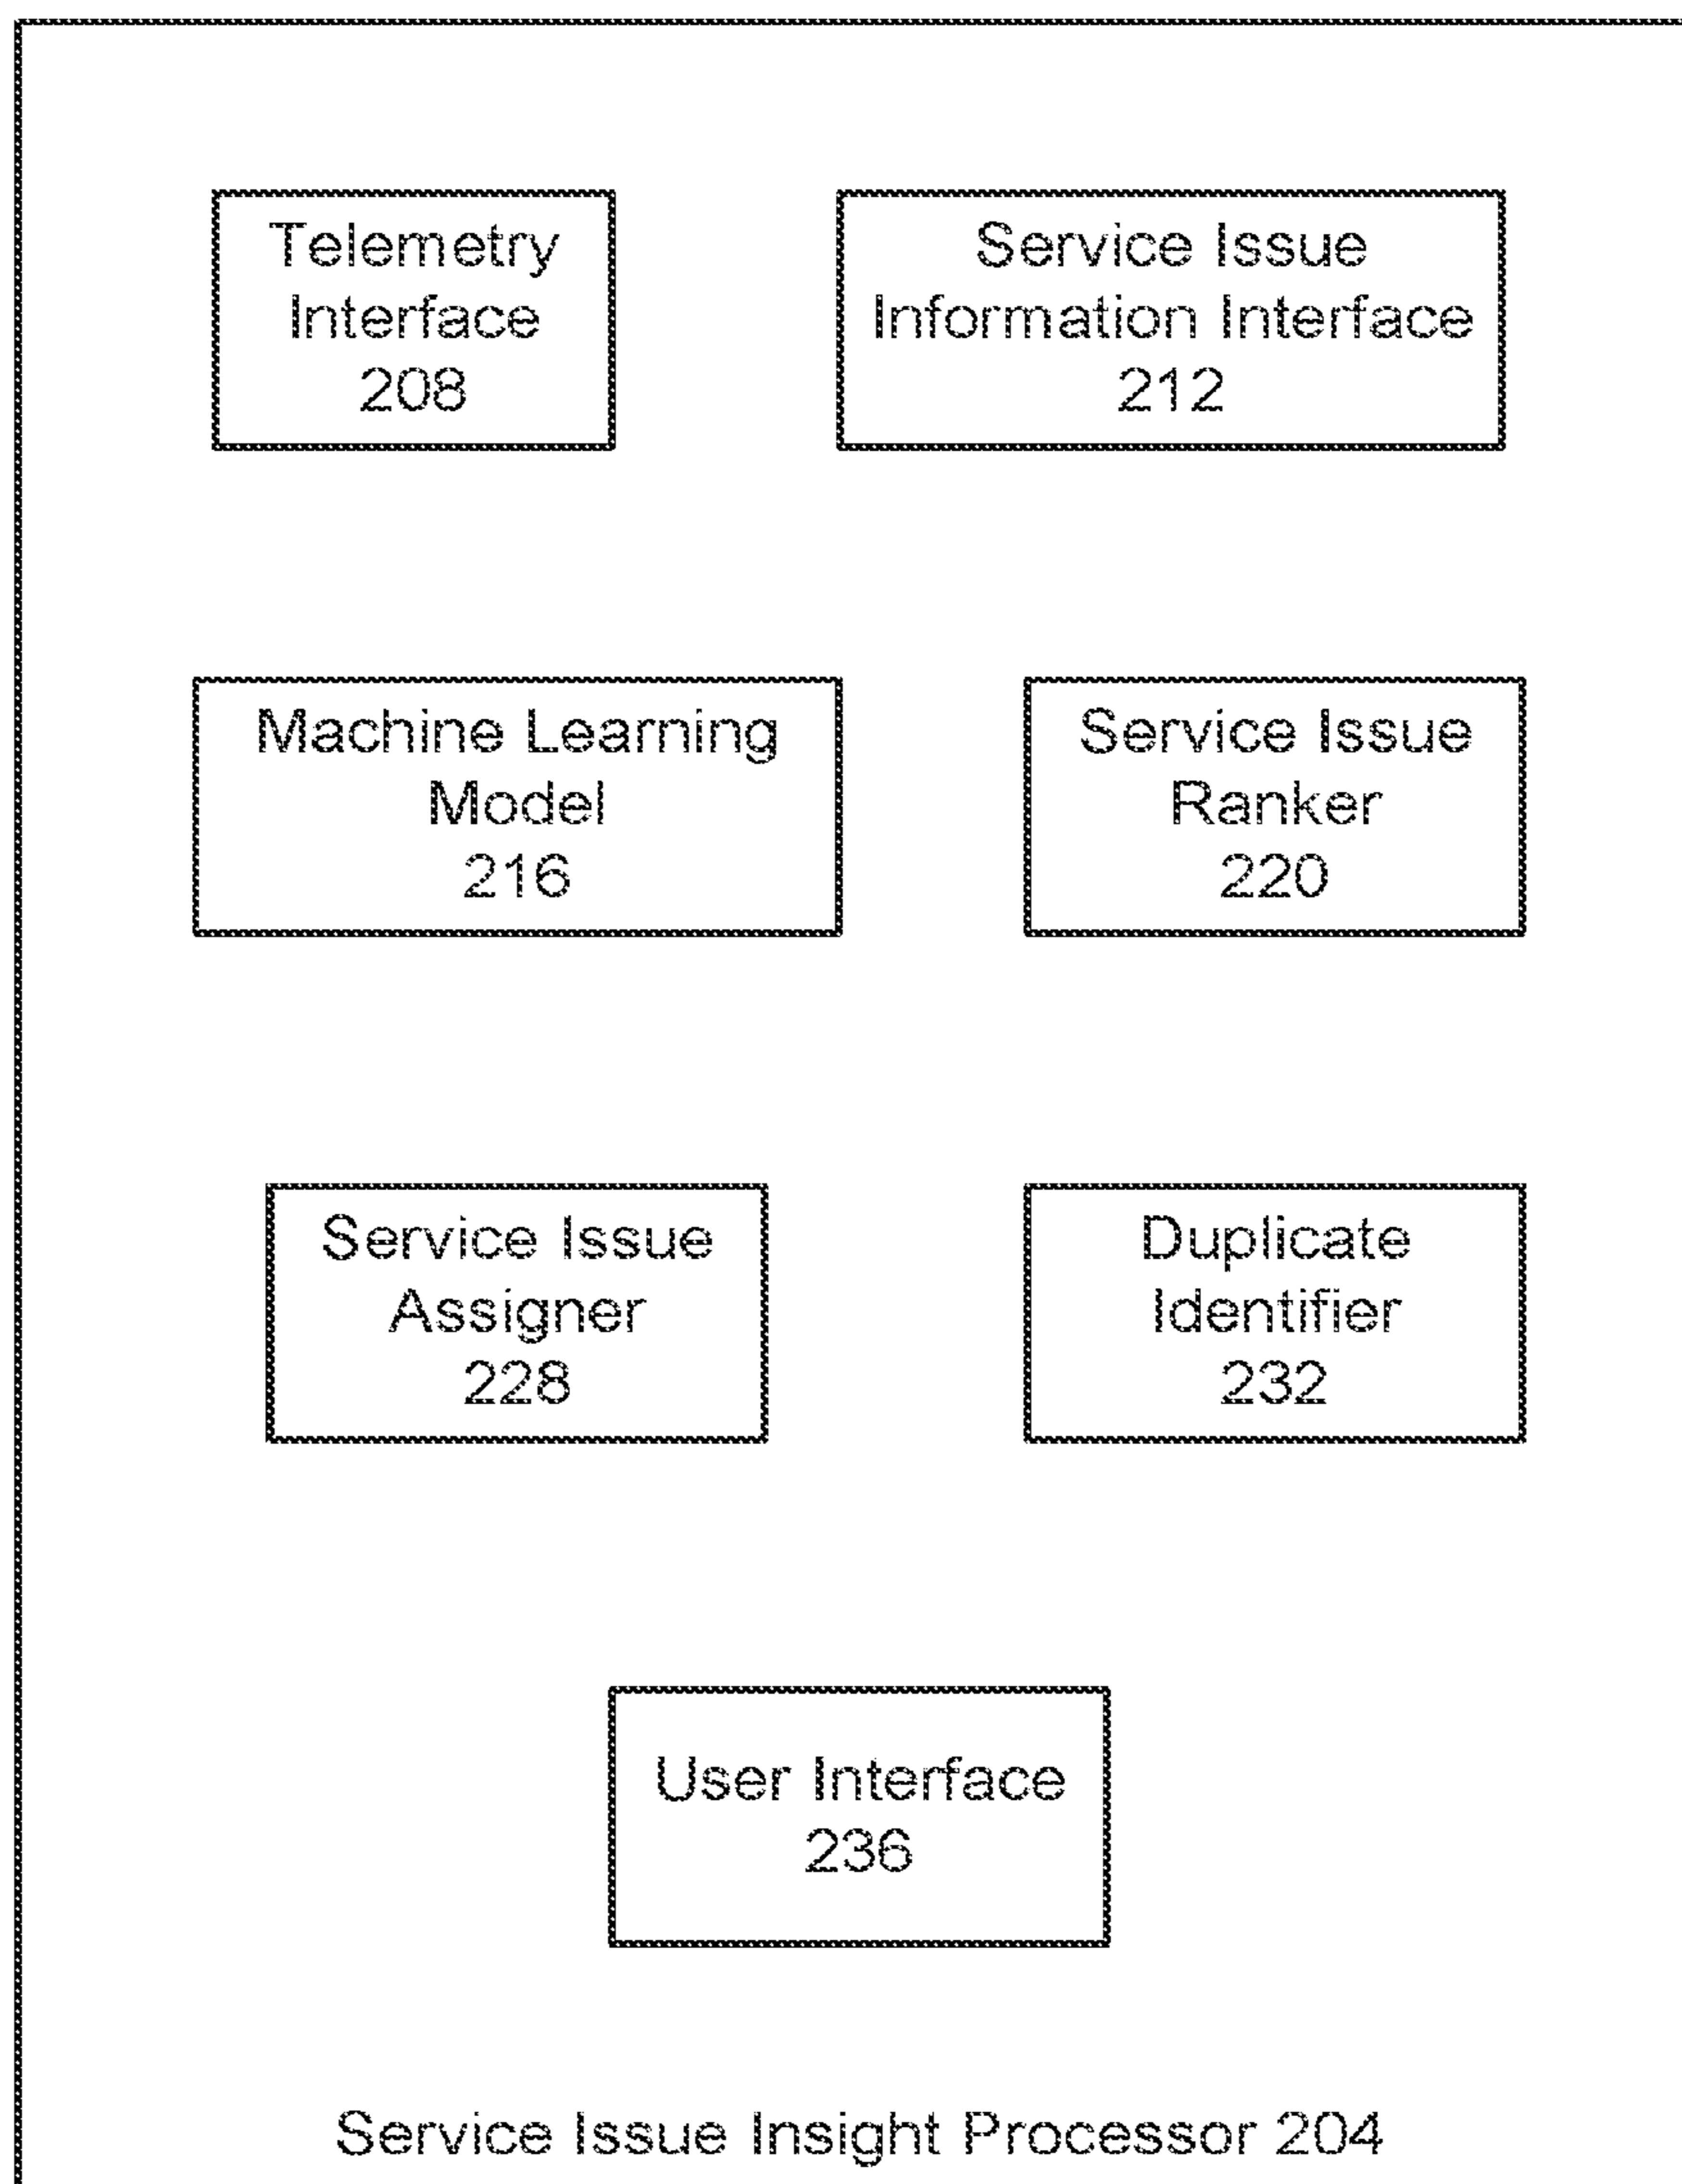 Telemetry
Interface
208
Service Issue
Information Interface
212
Machine Learning
Model
216
Service Issue
Ranker
220
Service Issue
Assigner
228
Duplicate
Identifier
232
User Interface
236
Service Issue Insight Processor 204